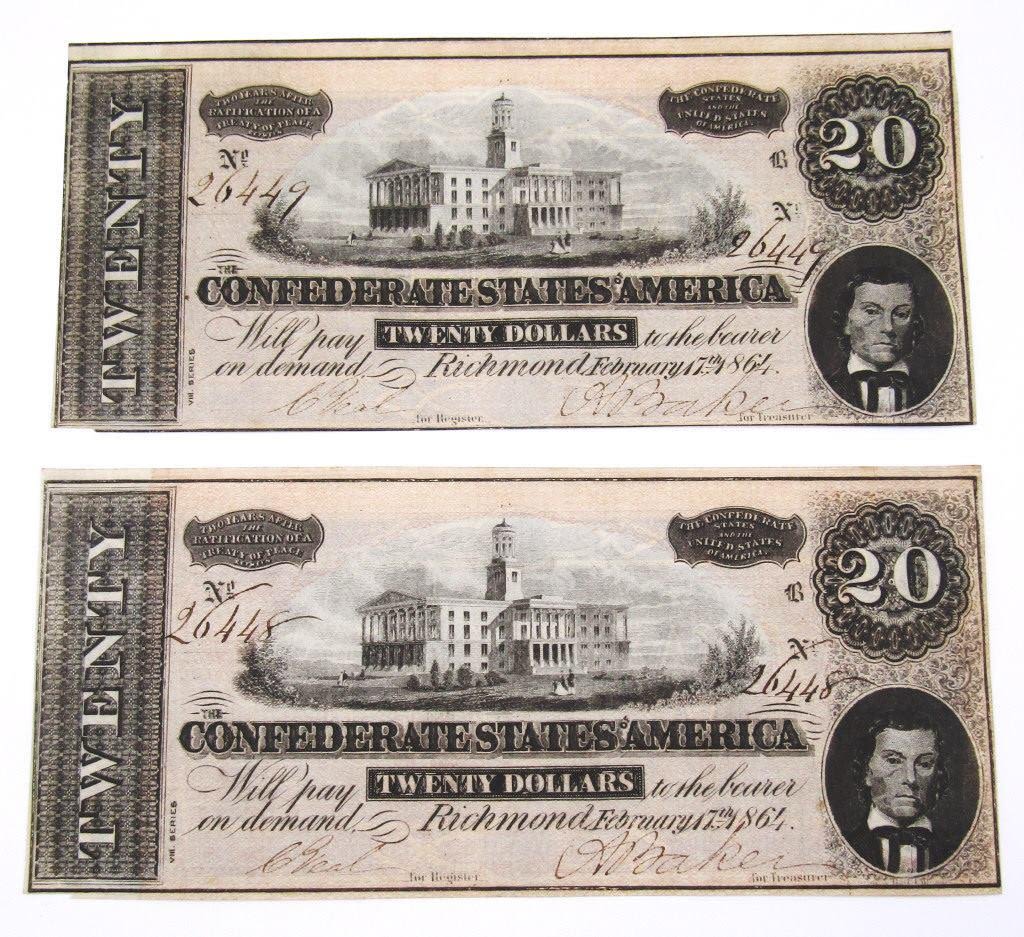 TWENTY
TWO YEARS AFTER
THE
RATIFICATION OF A
TREATY OF PEACE
BETWEEN
THE CONFEDERATE
STATES
AND THE
UNITED STATES
OF AMERICA.
20
No
26449
B
No
26449
THE
CONFEDERATE STATES OF AMERICA
Will pay TWENTY DOLLARS to the bearer
on demand, Richmond February 17th, 1864.
VIII. SERIES
for Register
A Baker
for Treasurer
TWENTY
TWO YEARS AFTER
THE
RATIFICATION OF A
TREATY OF PEACE
BETWEEN
THE CONFEDERATE
STATES
AND THE
UNITED STATES
OF AMERICA.
20
No
26448
B
No
26448
THE
CONFEDERATE STATES OF AMERICA
Will pay TWENTY DOLLARS to the bearer
on demand, Richmond February 17th, 1864.
VIII. SERIES
for Register
A Baker
for Treasurer